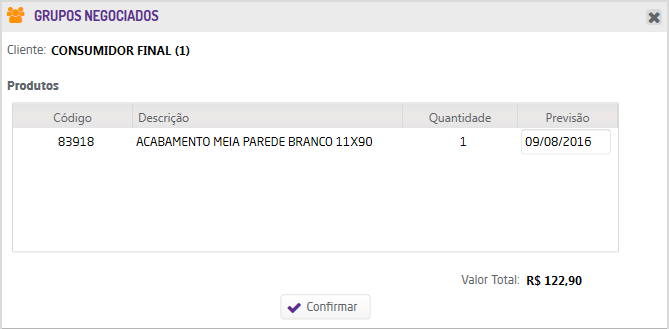 GRUPOS NEGOCIADOS
Cliente: CONSUMIDOR FINAL (1)
Produtos
Código Descrição Quantidade Previsão
83918 ACABAMENTO MEIA PAREDE BRANCO 11X90 1 09/08/2016
Valor Total: R$ 122,90
Confirmar